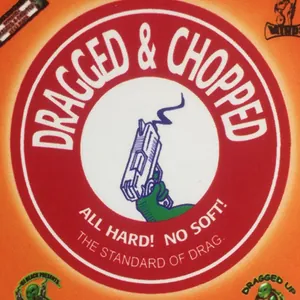 DRAGGED & CHOPPED
ALL HARD! NO SOFT!
THE STANDARD OF DRAG.
DRAGGED UP